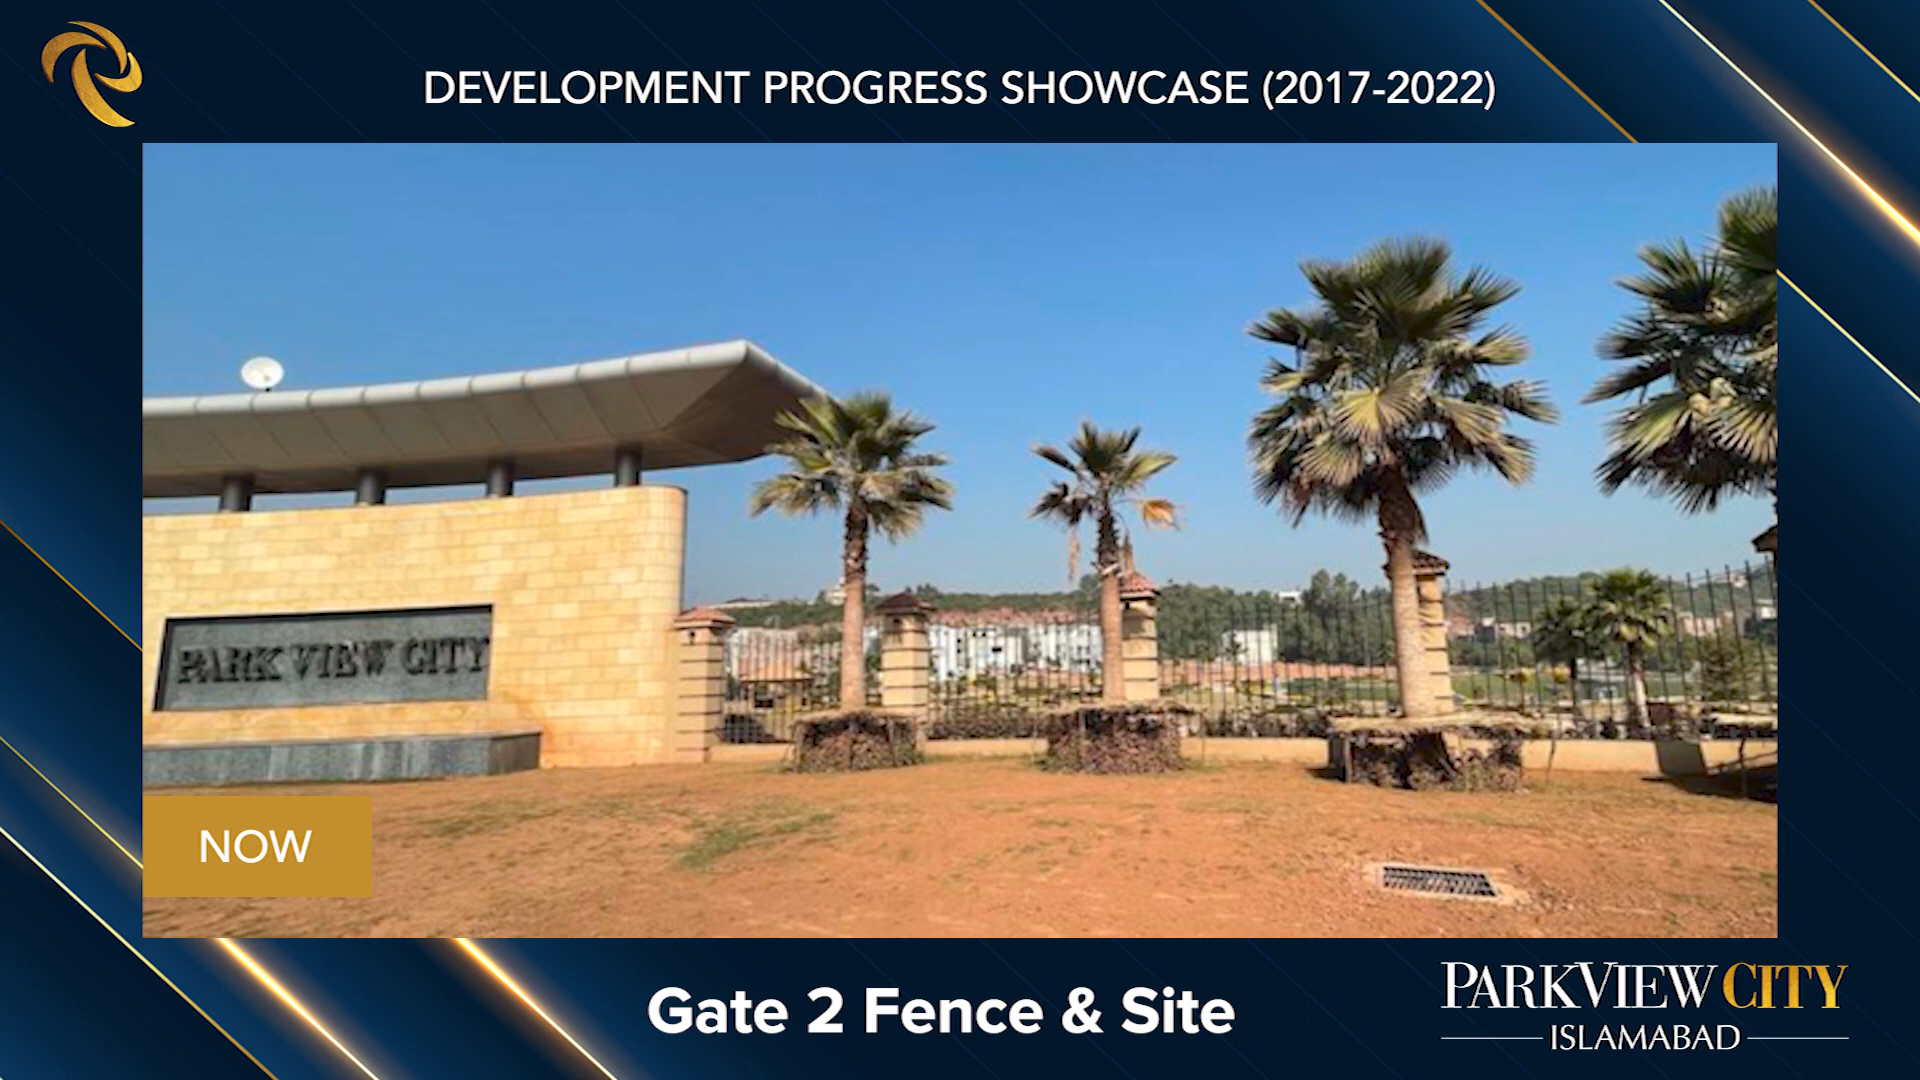 DEVELOPMENT PROGRESS SHOWCASE (2017-2022)
PARK VIEW CITY
NOW
Gate 2 Fence & Site
PARKVIEW CITY
ISLAMABAD